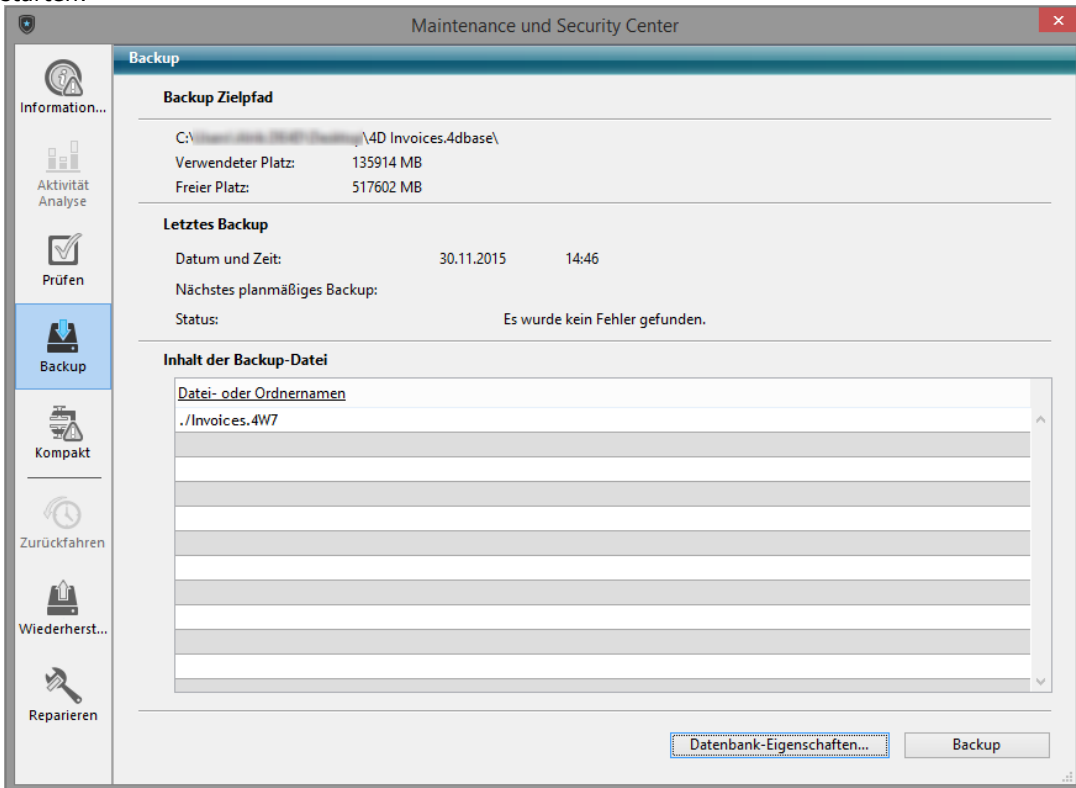 Maintenance und Security Center
Backup
Information...
Aktivität
Analyse
Prüfen
Backup
Kompakt
Zurückfahren
Wiederherst...
Reparieren
Backup Zielpfad
C:\ \4D Invoices.4dbase\
Verwendeter Platz: 135914 MB
Freier Platz: 517602 MB
Letztes Backup
Datum und Zeit: 30.11.2015 14:46
Nächstes planmäßiges Backup:
Status: Es wurde kein Fehler gefunden.
Inhalt der Backup-Datei
Datei- oder Ordnernamen
./Invoices.4W7
Datenbank-Eigenschaften... Backup